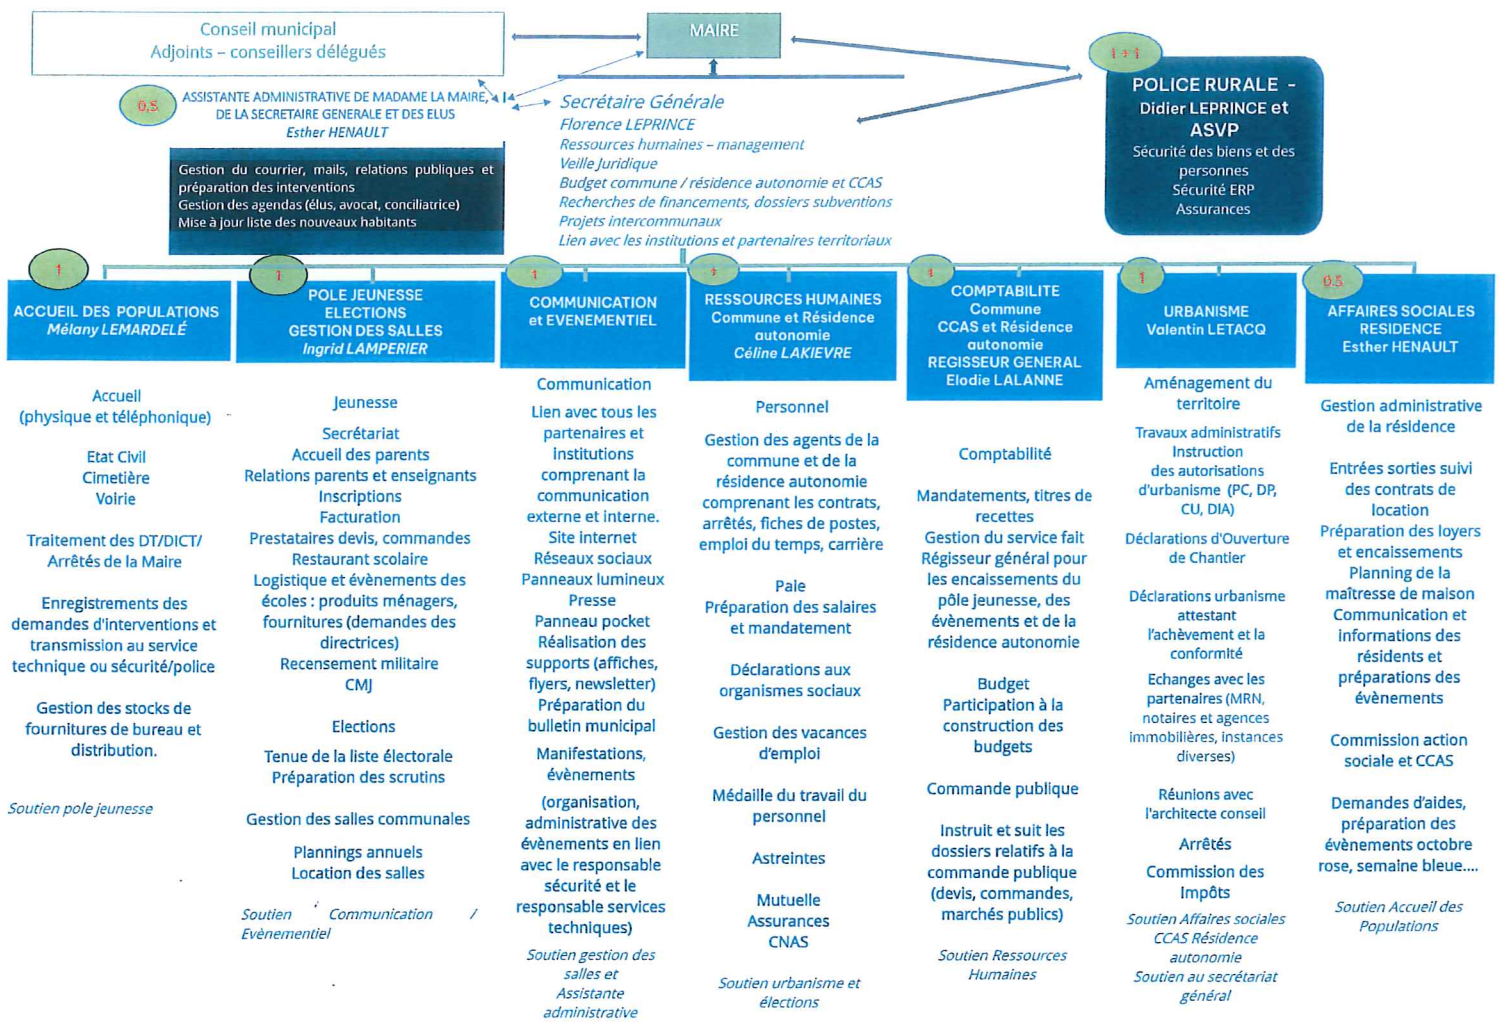 Conseil municipal
Adjoints – conseillers délégués
MAIRE
1 + 1
POLICE RURALE –
Didier LEPRINCE et
ASVP
Sécurité des biens et des
personnes
Sécurité ERP
Assurances
0,5
ASSISTANTE ADMINISTRATIVE DE MADAME LA MAIRE,
DE LA SECRETAIRE GENERALE ET DES ELUS
Esther HENAULT
Gestion du courrier, mails, relations publiques et
préparation des interventions
Gestion des agendas (élus, avocat, conciliatrice)
Mise à jour liste des nouveaux habitants
Secrétaire Générale
Florence LEPRINCE
Ressources humaines – management
Veille Juridique
Budget commune / résidence autonomie et CCAS
Recherches de financements, dossiers subventions
Projets intercommunaux
Lien avec les institutions et partenaires territoriaux
1
ACCUEIL DES POPULATIONS
Mélany LEMARDELÉ
Accueil
(physique et téléphonique)
Etat Civil
Cimetière
Voirie
Traitement des DT/DICT/
Arrêtés de la Maire
Enregistrements des
demandes d'interventions et
transmission au service
technique ou sécurité/police
Gestion des stocks de
fournitures de bureau et
distribution.
Soutien pole jeunesse
1
POLE JEUNESSE
ELECTIONS
GESTION DES SALLES
Ingrid LAMPERIER
Jeunesse
Secrétariat
Accueil des parents
Relations parents et enseignants
Inscriptions
Facturation
Prestataires devis, commandes
Restaurant scolaire
Logistique et évènements des
écoles : produits ménagers,
fournitures (demandes des
directrices)
Recensement militaire
CMJ
Elections
Tenue de la liste électorale
Préparation des scrutins
Gestion des salles communales
Plannings annuels
Location des salles
Soutien Communication /
Evènementiel
1
COMMUNICATION
et EVENEMENTIEL
Communication
Lien avec tous les
partenaires et
institutions
comprenant la
communication
externe et interne.
Site internet
Réseaux sociaux
Panneaux lumineux
Presse
Panneau pocket
Réalisation des
supports (affiches,
flyers, newsletter)
Préparation du
bulletin municipal
Manifestations,
évènements
(organisation,
administrative des
évènements en lien
avec le responsable
sécurité et le
responsable services
techniques)
Soutien gestion des
salles et
Assistante
administrative
1
RESSOURCES HUMAINES
Commune et Résidence
autonomie
Céline LAKIEVRE
Personnel
Gestion des agents de la
commune et de la
résidence autonomie
comprenant les contrats,
arrêtés, fiches de postes,
emploi du temps, carrière
Paie
Préparation des salaires
et mandatement
Déclarations aux
organismes sociaux
Gestion des vacances
d'emploi
Médaille du travail du
personnel
Astreintes
Mutuelle
Assurances
CNAS
Soutien urbanisme et
élections
1
COMPTABILITE
Commune
CCAS et Résidence
autonomie
REGISSEUR GENERAL
Elodie LALANNE
Comptabilité
Mandatements, titres de
recettes
Gestion du service fait
Régisseur général pour
les encaissements du
pôle jeunesse, des
évènements et de la
résidence autonomie
Budget
Participation à la
construction des
budgets
Commande publique
Instruit et suit les
dossiers relatifs à la
commande publique
(devis, commandes,
marchés publics)
Soutien Ressources
Humaines
1
URBANISME
Valentin LETACQ
Aménagement du
territoire
Travaux administratifs
Instruction
des autorisations
d'urbanisme (PC, DP,
CU, DIA)
Déclarations d'Ouverture
de Chantier
Déclarations urbanisme
attestant
l'achèvement et la
conformité
Echanges avec les
partenaires (MRN,
notaires et agences
immobilières, instances
diverses)
Réunions avec
l'architecte conseil
Arrêtés
Commission des
Impôts
Soutien Affaires sociales
CCAS Résidence
autonomie
Soutien au secrétariat
général
0,5
AFFAIRES SOCIALES
RESIDENCE
Esther HENAULT
Gestion administrative
de la résidence
Entrées sorties suivi
des contrats de
location
Préparation des loyers
et encaissements
Planning de la
maîtresse de maison
Communication et
informations des
résidents et
préparations des
évènements
Commission action
sociale et CCAS
Demandes d'aides,
préparation des
évènements octobre
rose, semaine bleue....
Soutien Accueil des
Populations